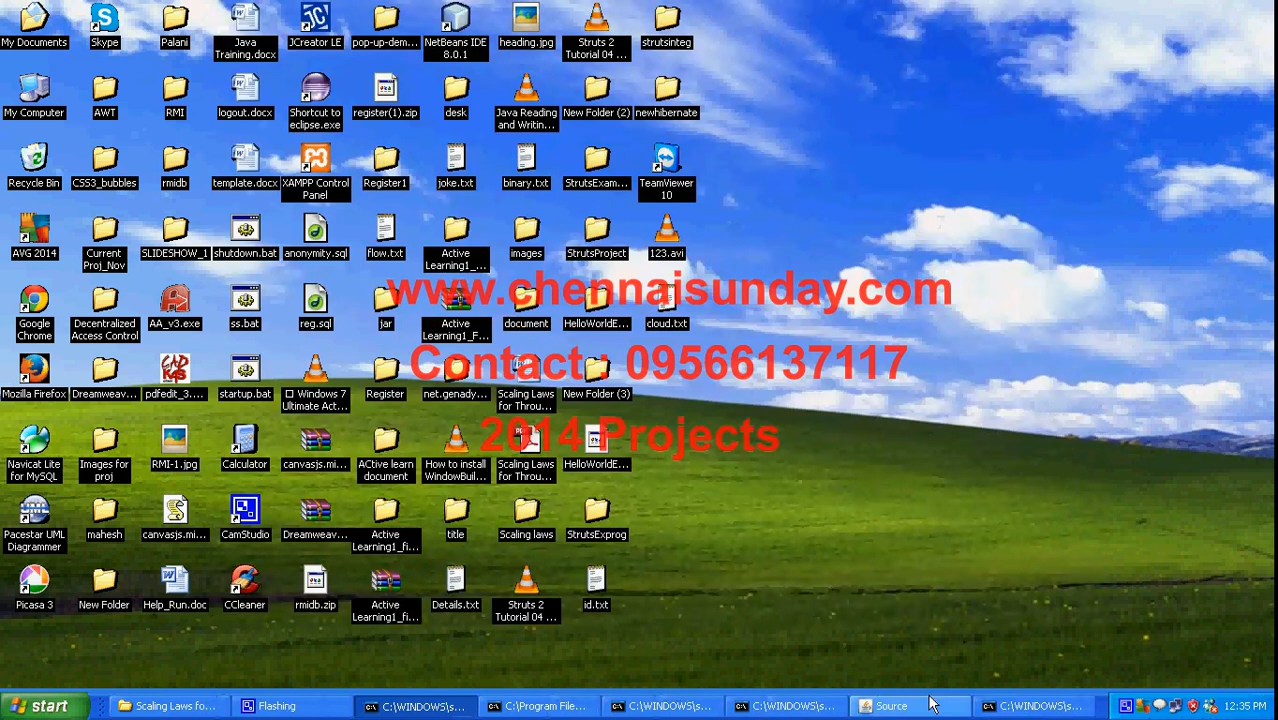 My Documents
Skype
Palani
Java
Training.docx
JCreator LE
pop-up-dem...
NetBeans IDE
8.0.1
heading.jpg
Struts 2
Tutorial 04 ...
strutsinteg
My Computer
AWT
RMI
logout.docx
Shortcut to
eclipse.exe
register(1).zip
desk
Java Reading
and Writin...
New Folder (2)
newhibernate
Recycle Bin
CSS3_bubbles
rmidb
template.docx
XAMPP Control
Panel
Register1
joke.txt
binary.txt
StrutsExam...
TeamViewer
10
AVG 2014
Current
Proj_Nov
SLIDESHOW_1
shutdown.bat
anonymity.sql
flow.txt
Active
Learning1_...
images
StrutsProject
123.avi
www.chennaisunday.com
Google
Chrome
Decentralized
Access Control
AA_v3.exe
ss.bat
reg.sql
jar
Active
Learning1_F...
document
HelloWorldE...
cloud.txt
Contact : 09566137117
Mozilla Firefox
Dreamweav...
pdfedit_3....
startup.bat
Windows 7
Ultimate Act...
Register
net.genady...
Scaling Laws
for Throu...
New Folder (3)
2014 Projects
Navicat Lite
for MySQL
Images for
proj
RMI-1.jpg
Calculator
canvasjs.mi...
ACtive learn
document
How to install
WindowBuil...
Scaling Laws
for Throu...
HelloWorldE...
Pacestar UML
Diagrammer
mahesh
canvasjs.mi...
CamStudio
Dreamweav...
Active
Learning1_fi...
title
Scaling laws
StrutsExprog
Picasa 3
New Folder
Help_Run.doc
CCleaner
rmidb.zip
Active
Learning1_fi...
Details.txt
Struts 2
Tutorial 04 ...
id.txt
start
Scaling Laws fo...
Flashing
C:\WINDOWS\s...
C:\Program File...
C:\WINDOWS\s...
C:\WINDOWS\s...
Source
C:\WINDOWS\s...
12:35 PM